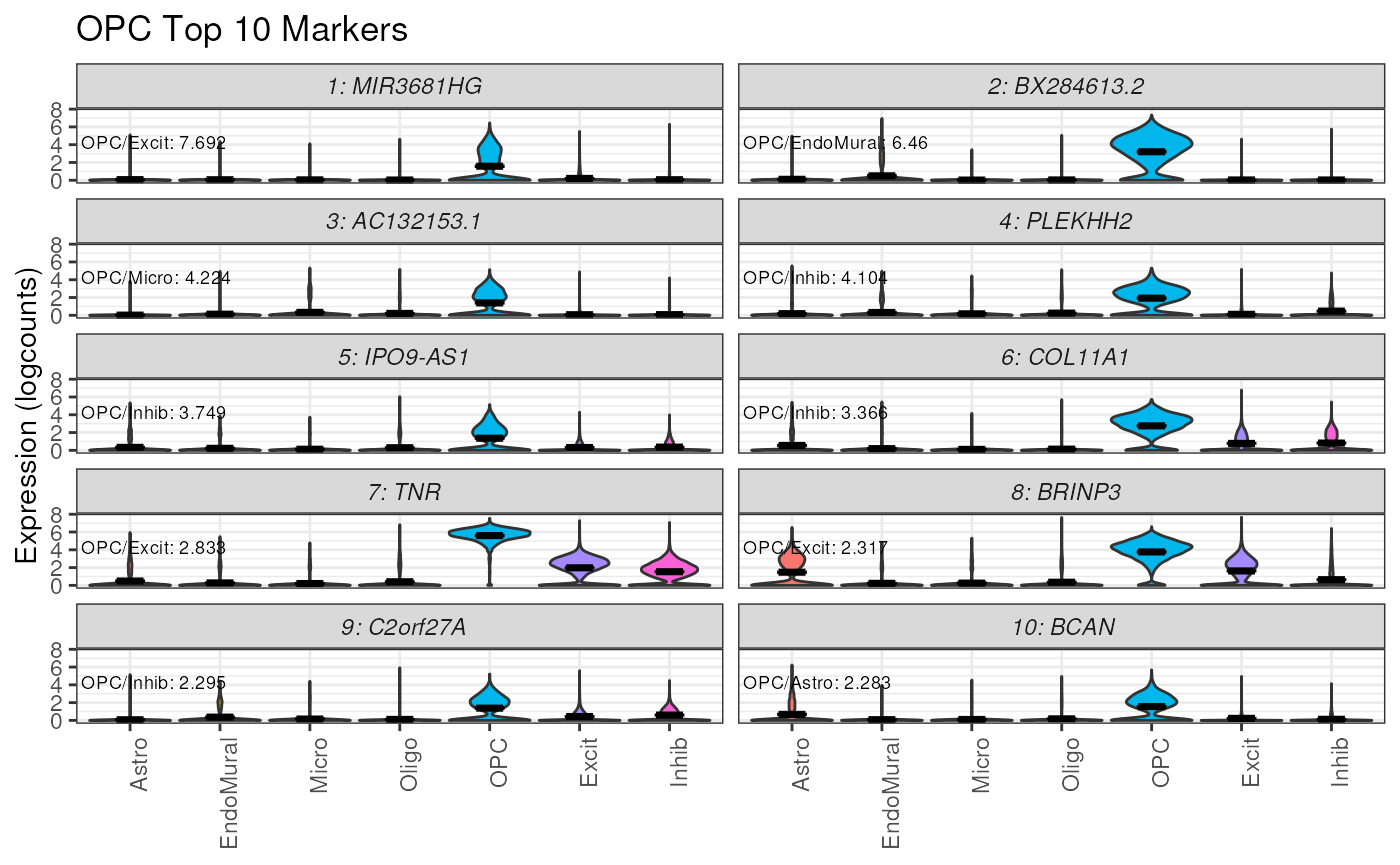 OPC Top 10 Markers
Expression (logcounts)
1: MIR3681HG
8
6
4
2
0
OPC/Excit: 7.692
2: BX284613.2
OPC/EndoMural: 6.46
3: AC132153.1
8
6
4
2
0
OPC/Micro: 4.224
4: PLEKHH2
OPC/Inhib: 4.104
5: IPO9-AS1
8
6
4
2
0
OPC/Inhib: 3.749
6: COL11A1
OPC/Inhib: 3.366
7: TNR
8
6
4
2
0
OPC/Excit: 2.833
8: BRINP3
OPC/Excit: 2.317
9: C2orf27A
8
6
4
2
0
OPC/Inhib: 2.295
10: BCAN
OPC/Astro: 2.283
Astro
EndoMural
Micro
Oligo
OPC
Excit
Inhib
Astro
EndoMural
Micro
Oligo
OPC
Excit
Inhib